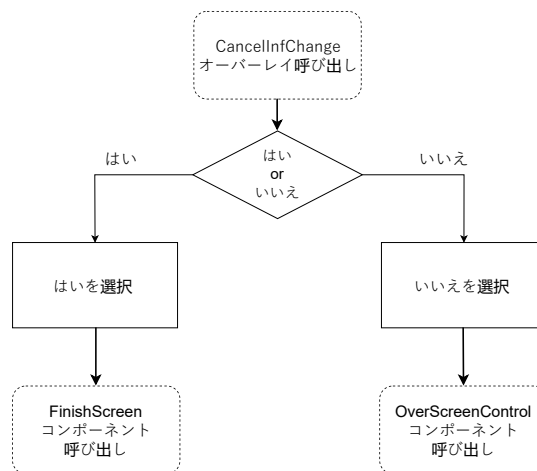 CancelInfChange
オーバーレイ呼び出し
はい
いいえ
はい
or
いいえ
はいを選択
いいえを選択
FinishScreen
コンポーネント
呼び出し
OverScreenControl
コンポーネント
呼び出し